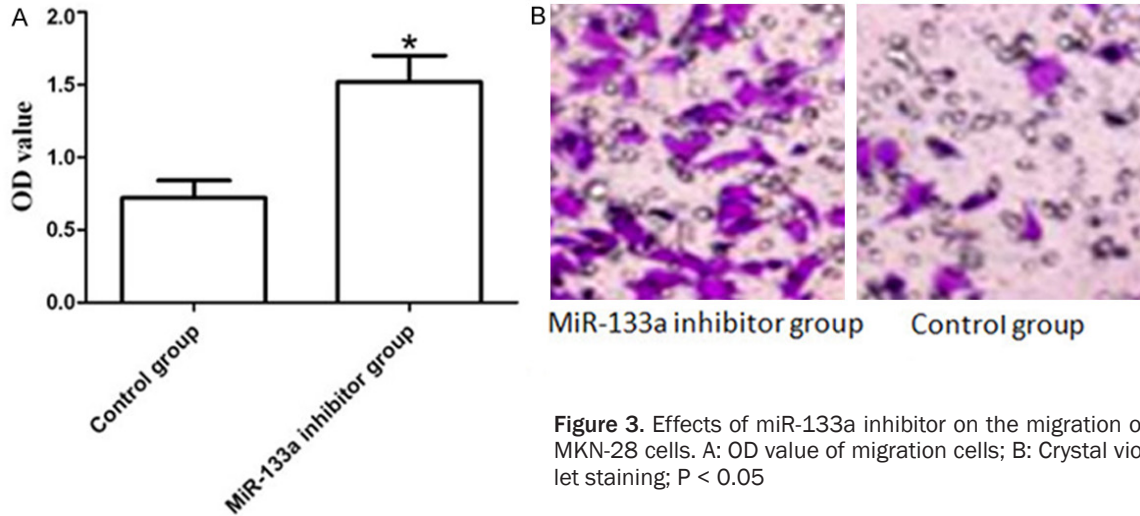 A
OD value
2.0
1.5
1.0
0.5
0.0
*
Control group
MiR-133a inhibitor group
B
MiR-133a inhibitor group
Control group
Figure 3. Effects of miR-133a inhibitor on the migration o
MKN-28 cells. A: OD value of migration cells; B: Crystal vio
let staining; P < 0.05